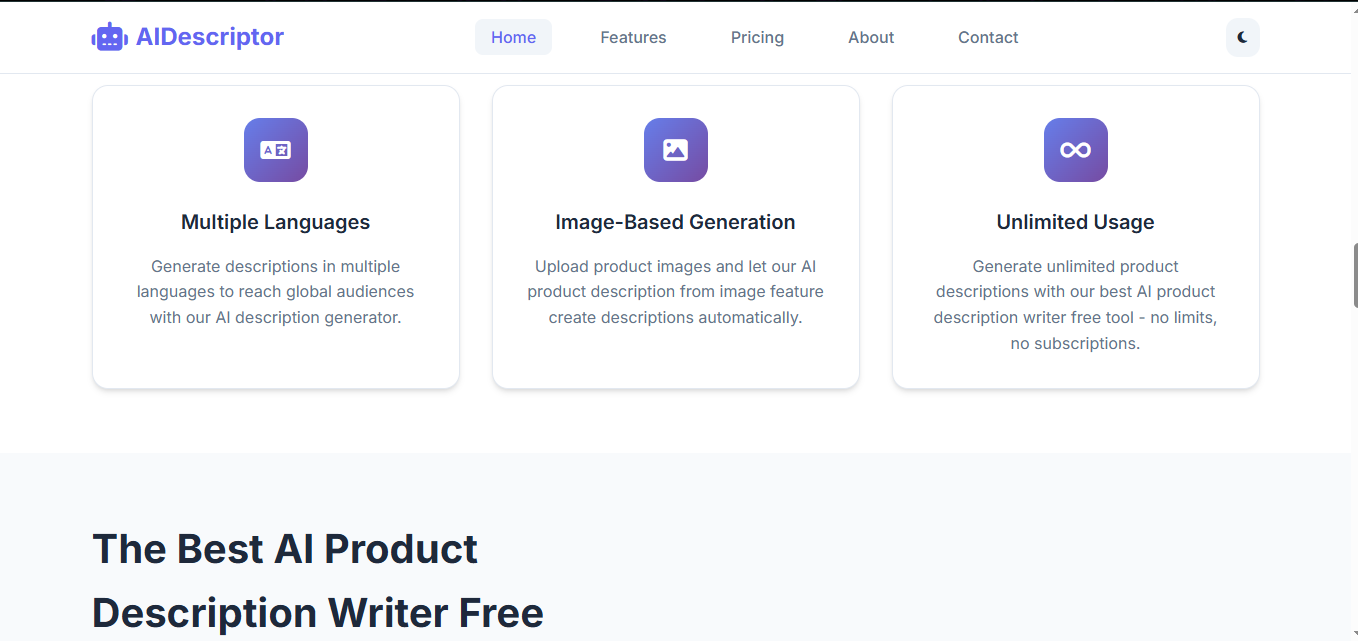 AIDescriptor
Home
Features
Pricing
About
Contact
Multiple Languages
Generate descriptions in multiple
languages to reach global audiences
with our AI description generator.
Image-Based Generation
Upload product images and let our AI
product description from image feature
create descriptions automatically.
Unlimited Usage
Generate unlimited product
descriptions with our best AI product
description writer free tool - no limits,
no subscriptions.
The Best AI Product
Description Writer Free